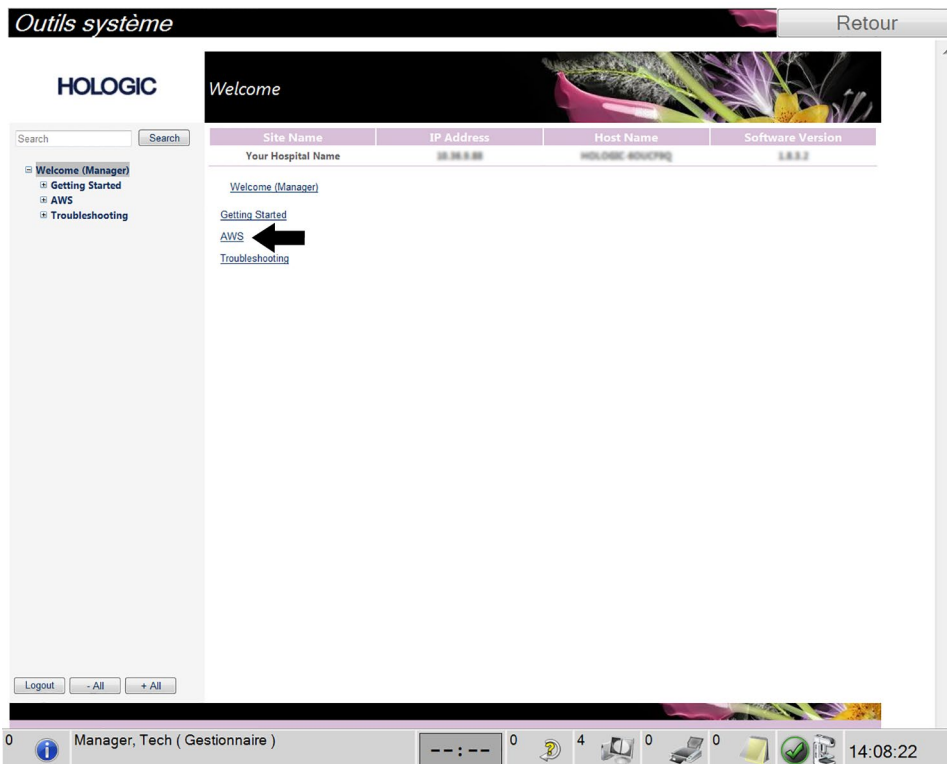 Outils système
Retour
HOLOGIC
Welcome
Search
Search
Site Name
IP Address
Host Name
Software Version
Your Hospital Name
Welcome (Manager)
Getting Started
AWS
Troubleshooting
Welcome (Manager)
Getting Started
AWS
Troubleshooting
Logout
- All
+ All
0
Manager, Tech ( Gestionnaire )
--:--
0
4
0
0
14:08:22